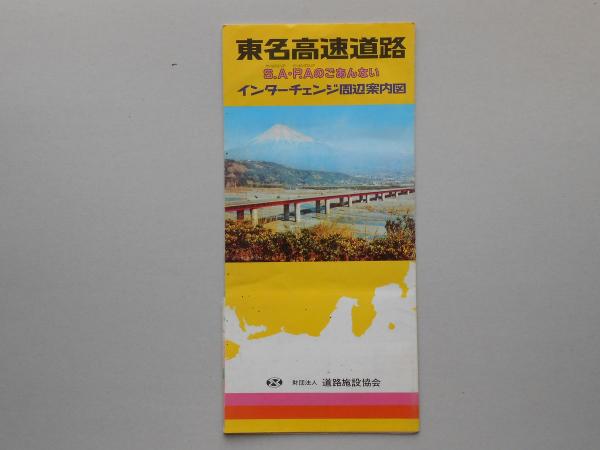 東名高速道路
S.A・P.Aのごあんない
インターチェンジ周辺案内図
財団法人 道路施設協会